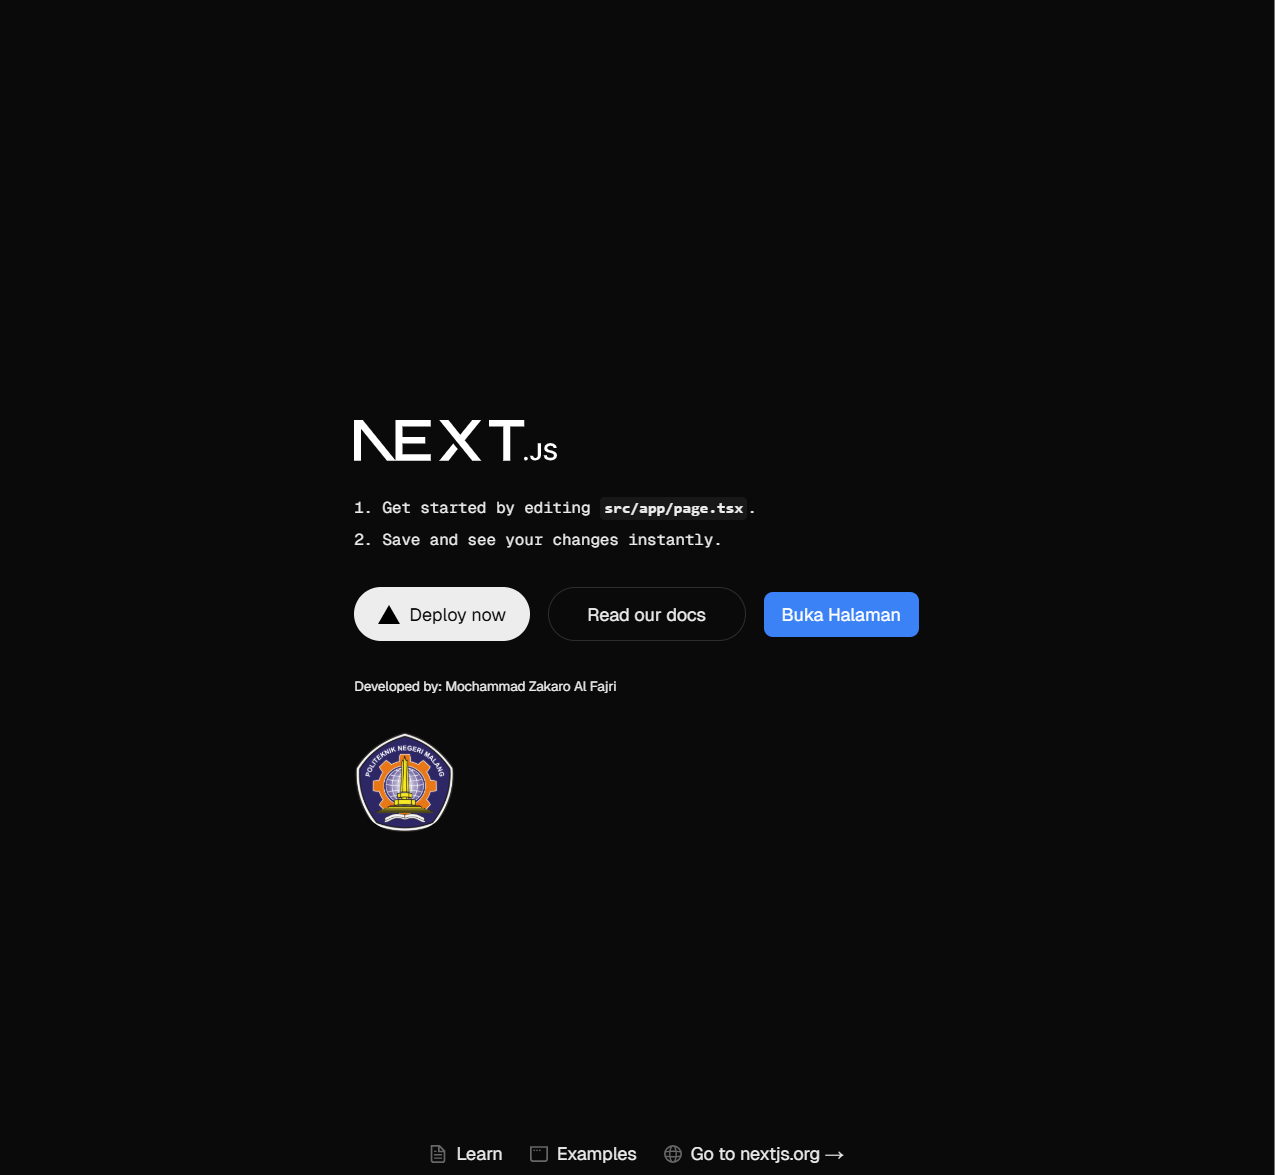 NEXT.JS
1. Get started by editing src/app/page.tsx.
2. Save and see your changes instantly.
Deploy now
Read our docs
Buka Halaman
Developed by: Mochammad Zakaro Al Fajri
POLITEKNIK NEGERI MALANG
Learn
Examples
Go to nextjs.org →